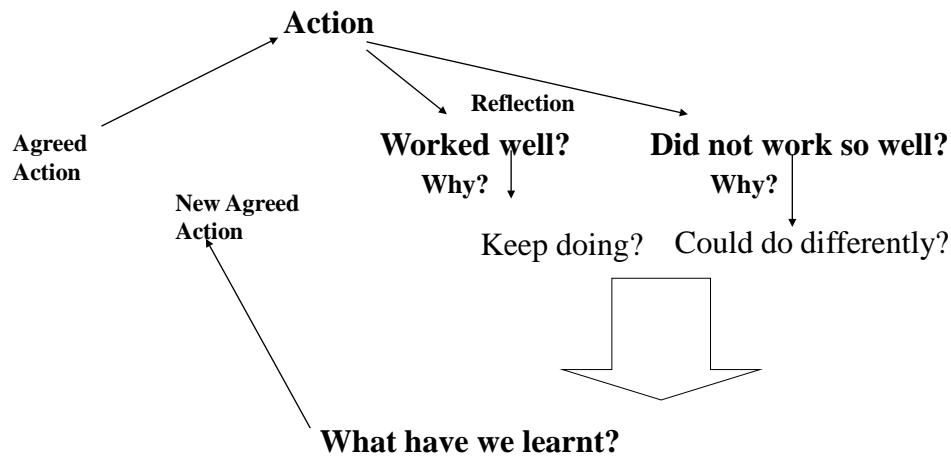 Action
Reflection
Agreed
Action
Worked well?
Did not work so well?
Why?
Why?
New Agreed
Action
Keep doing?
Could do differently?
What have we learnt?